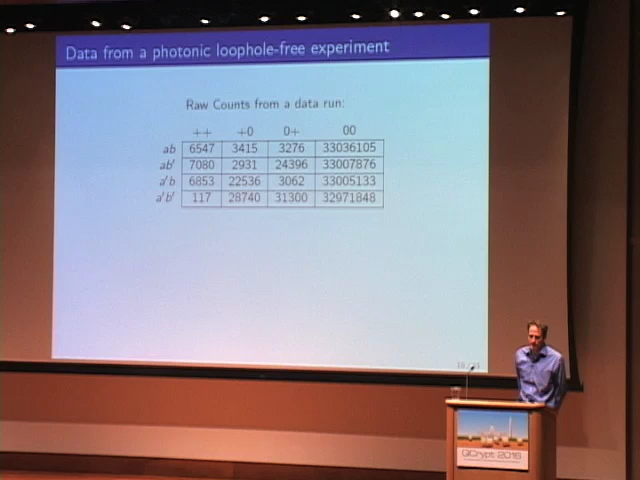 Data from a photonic loophole-free experiment
Raw Counts from a data run:
++ +0 0+ 00
ab 6547 3415 3276 33036105
ab' 7080 2931 24396 33007876
a'b 6853 22536 3062 33005133
a'b' 117 28740 31300 32971848
QCrypt 2016